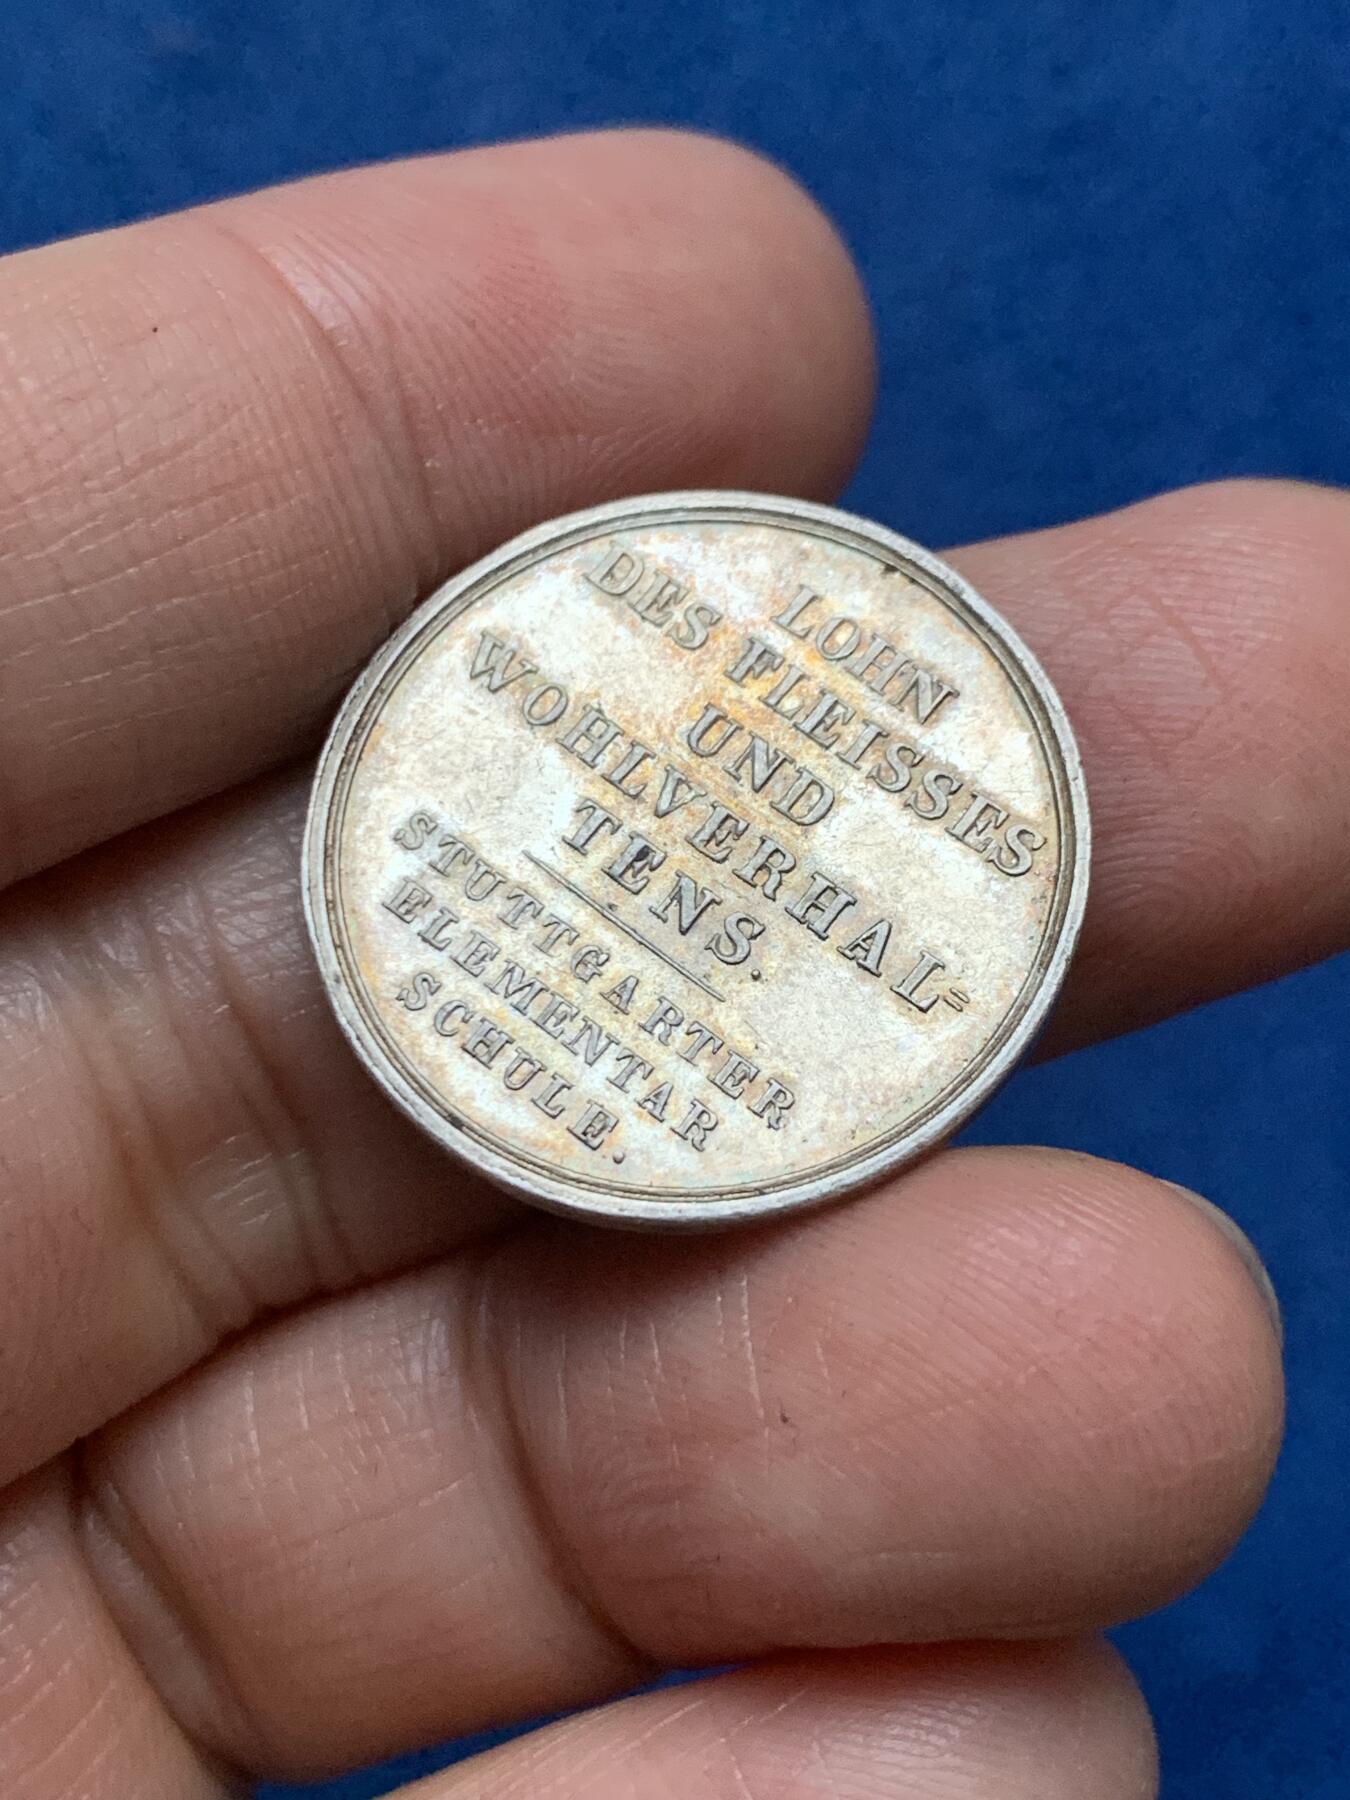 LOHN
DES FLEISSES
UND
WOHLVERHAL=
TENS.
STUTTGARTER
ELEMENTAR
SCHULE.